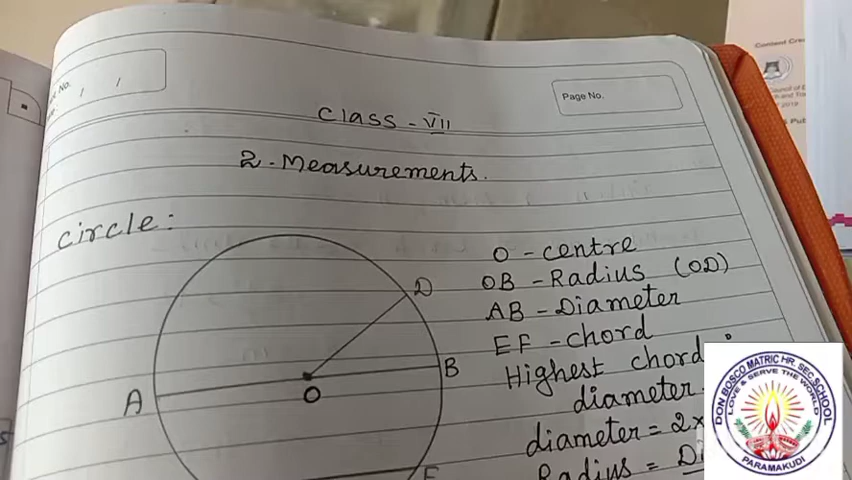 Page No.
Class - VII
2 - Measurements.
Circle:
O - centre
OB - Radius (OD)
AB - Diameter
EF - chord
Highest chord :
diameter.
diameter = 2x
Radius =
D
B
A
O
F
Content
DON BOSCO MATRIC HR. SEC SCHOOL
LOVE & SERVE THE WORLD
PARAMAKUDI